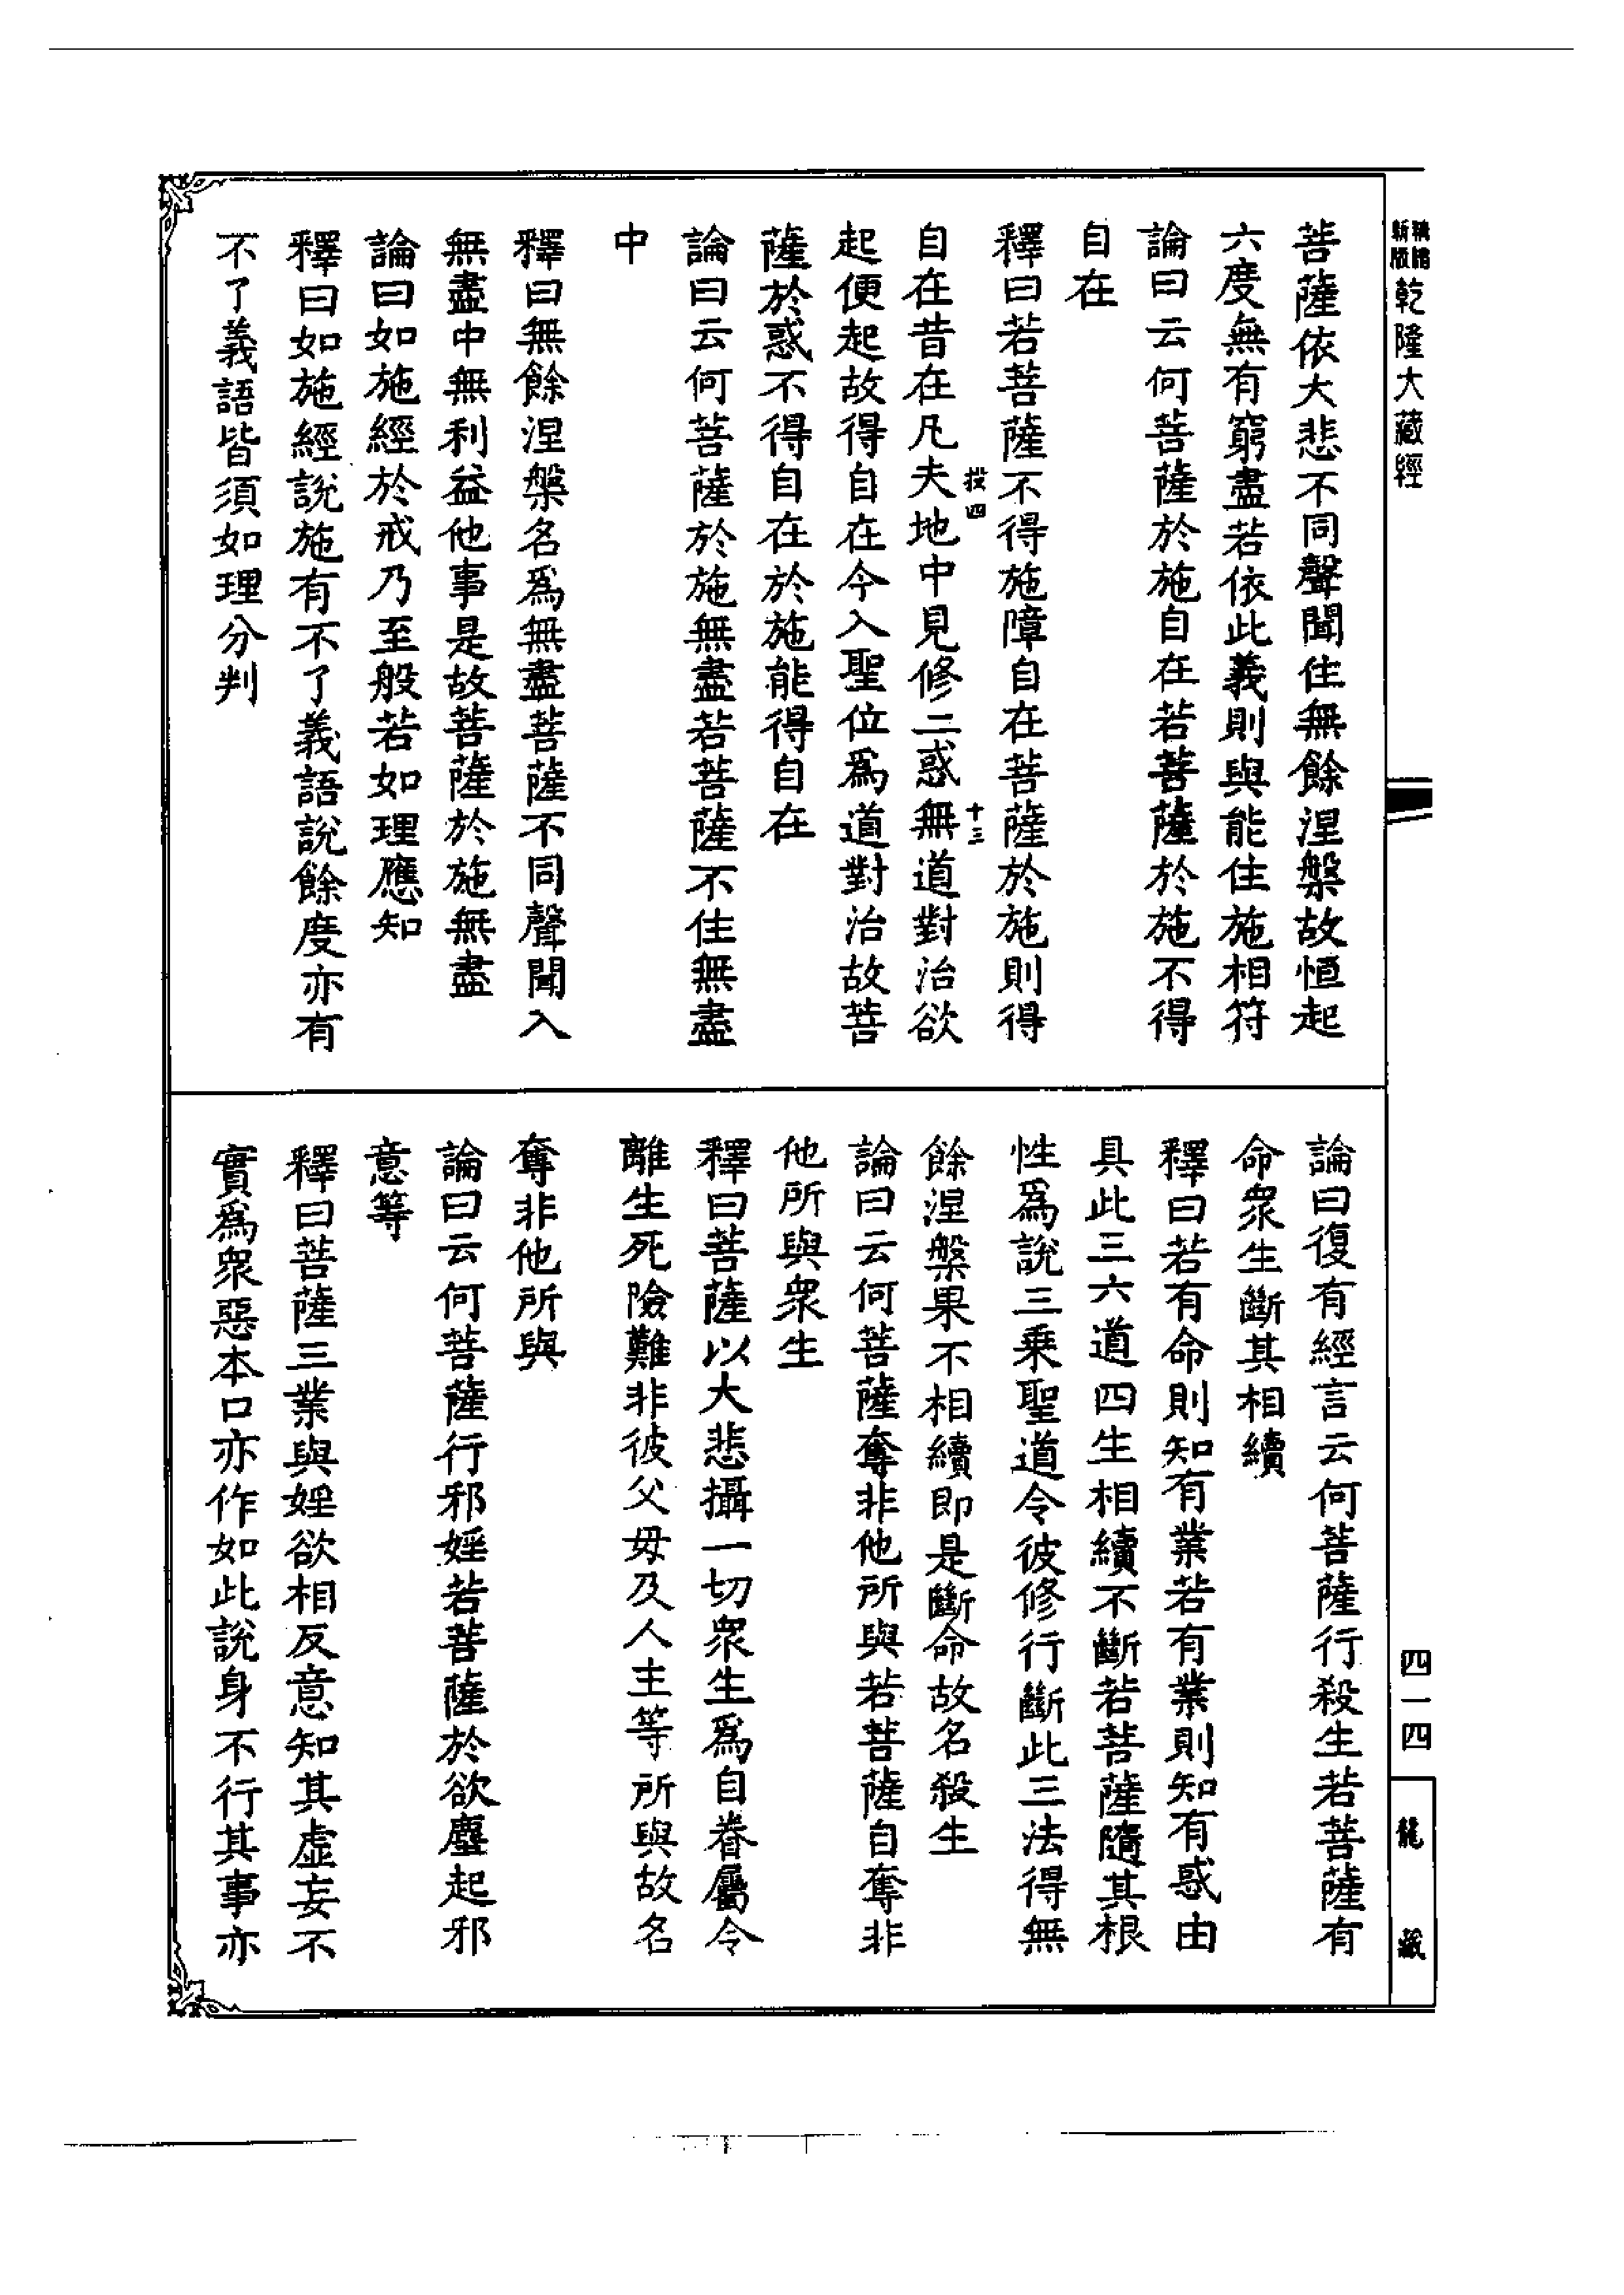 新版
精縮
乾隆大藏經
菩薩依大悲不同聲聞住無餘涅槃故恒起
六度無有窮盡若依此義則與能住施相符
論曰云何菩薩於施自在若菩薩於施不得
自在
釋曰若菩薩不得施障自在菩薩於施則得
投四 十三
自在昔在凡夫地中見修二惑無道對治欲
起便起故得自在今入聖位爲道對治故菩
薩於惑不得自在於施能得自在
論曰云何菩薩於施無盡若菩薩不住無盡
中
釋曰無餘涅槃名爲無盡菩薩不同聲聞入
無盡中無利益他事是故菩薩於施無盡
論曰如施經於戒乃至般若如理應知
釋曰如施經說施有不了義語說餘度亦有
不了義語皆須如理分判
論曰復有經言云何菩薩行殺生若菩薩有
命衆生斷其相續
釋曰若有命則知有業若有業則知有惑由
具此三六道四生相續不斷若菩薩隨其根
性爲說三乘聖道令彼修行斷此三法得無
餘涅槃果不相續即是斷命故名殺生
論曰云何菩薩奪非他所與若菩薩自奪非
他所與衆生
釋曰菩薩以大悲攝一切衆生爲自眷屬令
離生死險難非彼父母及人主等所與故名
奪非他所與
論曰云何菩薩行邪婬若菩薩於欲塵起邪
意等
釋曰菩薩三業與婬欲相反意知其虛妄不
實爲衆惡本口亦作如此說身不行其事亦
四一四
龍藏